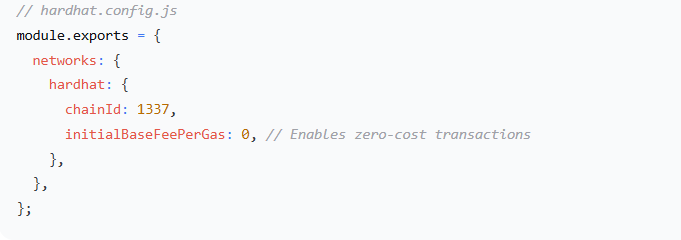 // hardhat.config.js
module.exports = {
  networks: {
    hardhat: {
      chainId: 1337,
      initialBaseFeePerGas: 0, // Enables zero-cost transactions
    },
  },
};